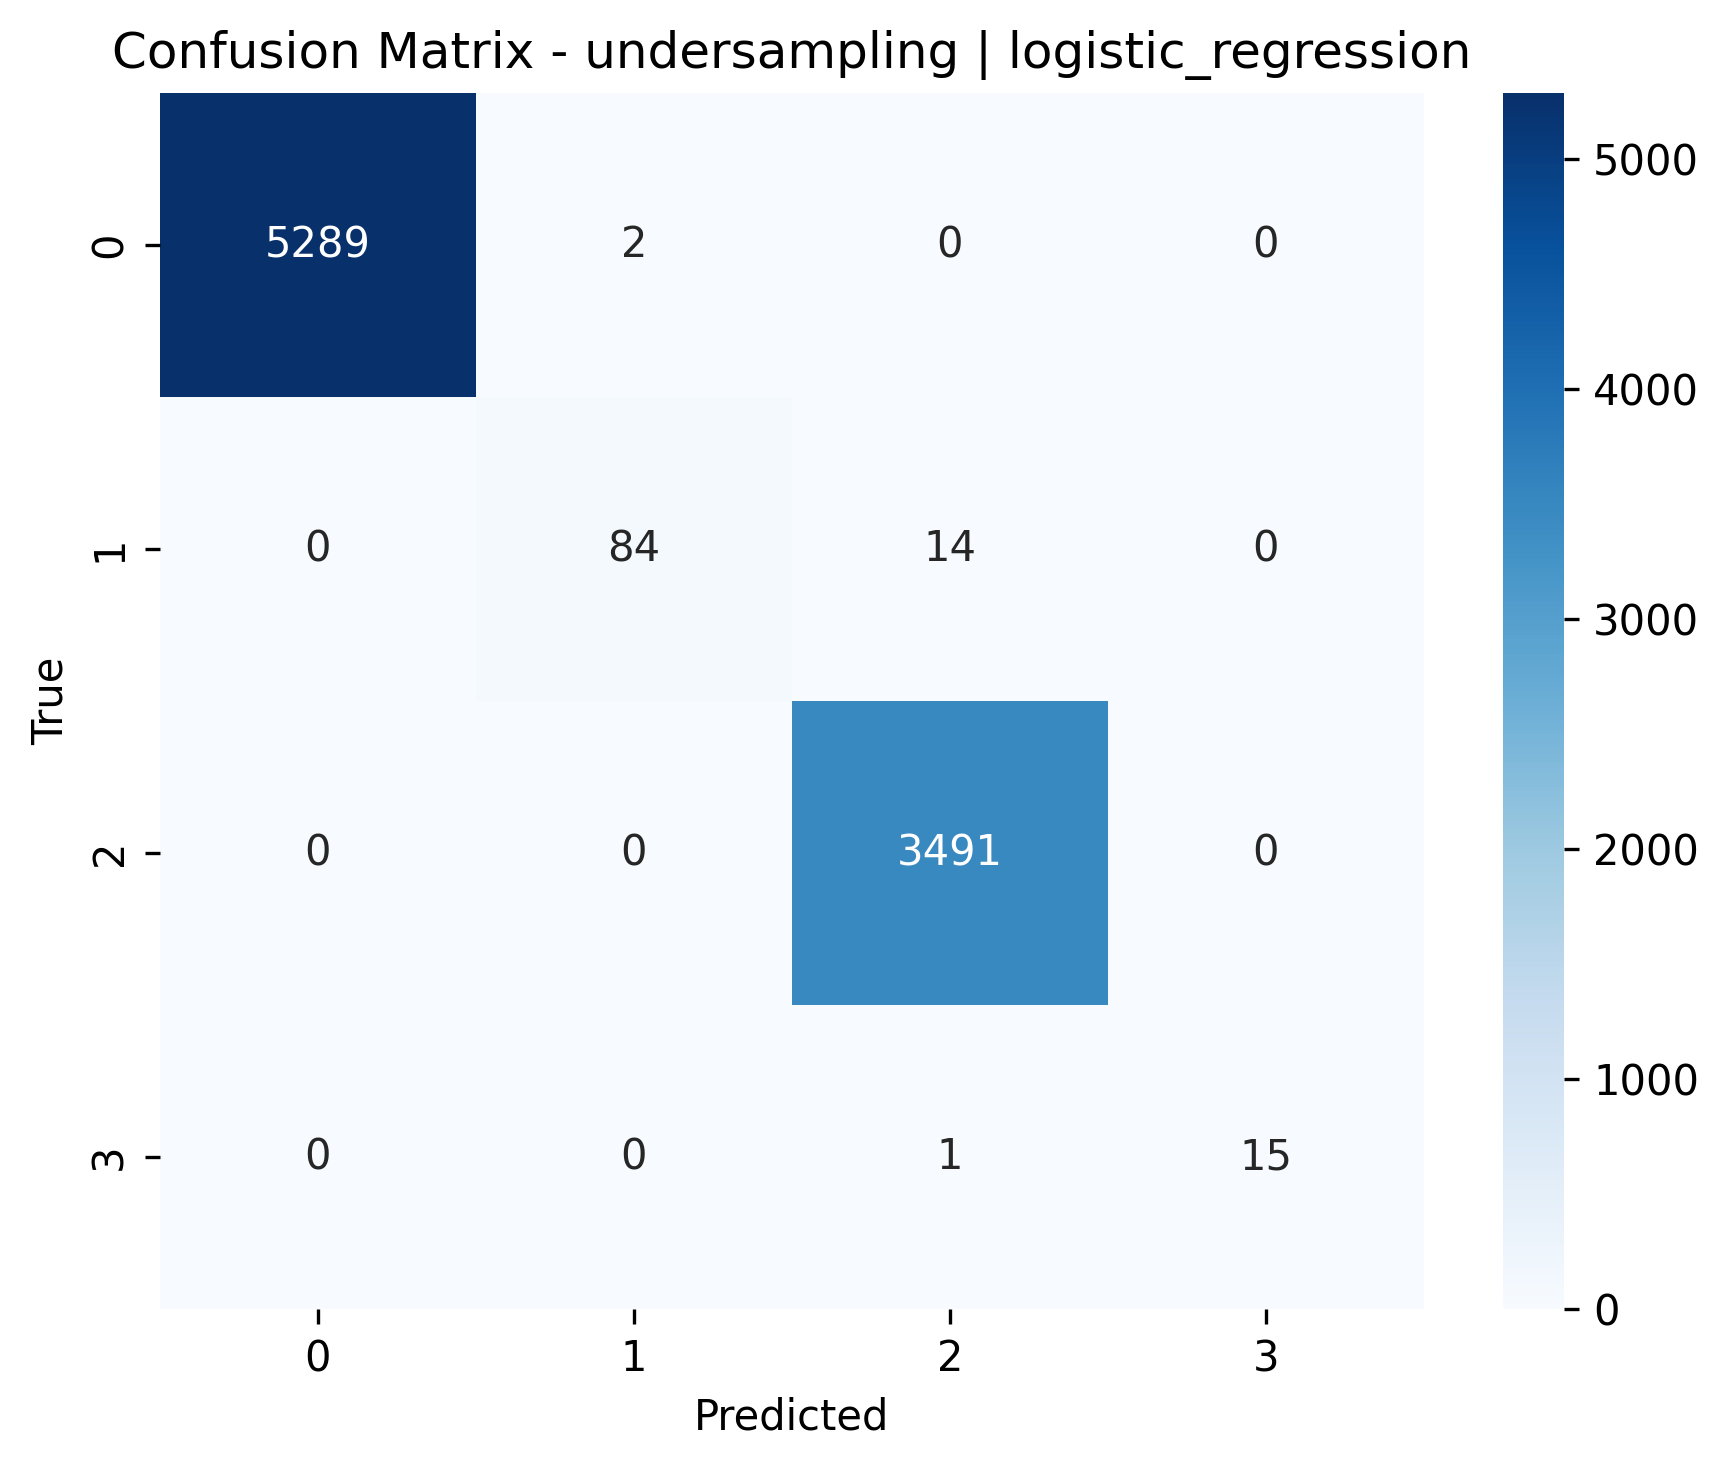 Confusion Matrix - undersampling | logistic_regression
5289 2 0 0
0 84 14 0
0 0 3491 0
0 0 1 15
0
1
2
3
True
0 1 2 3
Predicted
5000
4000
3000
2000
1000
0